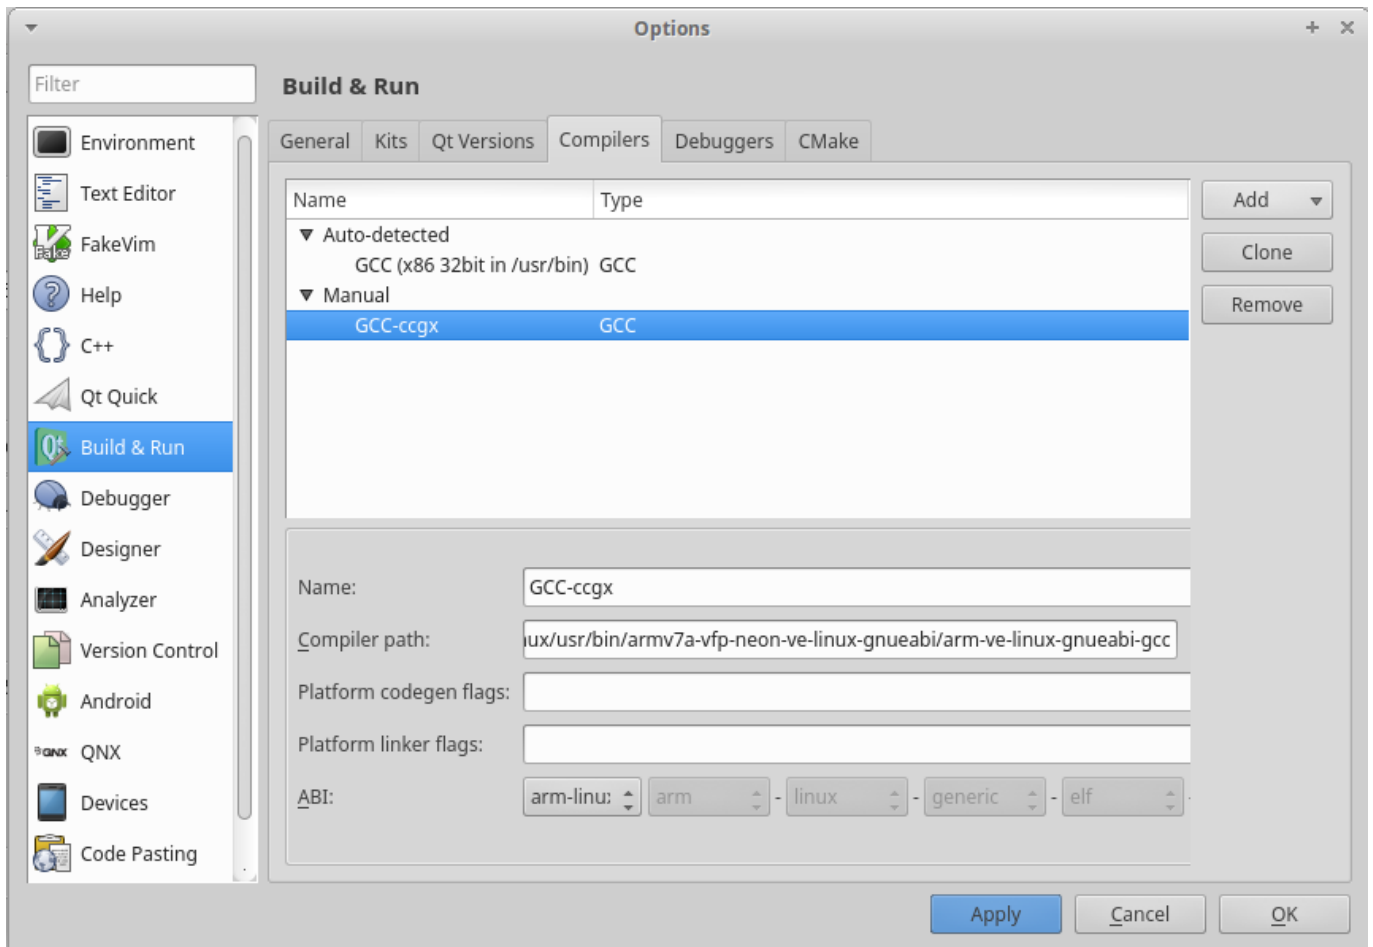 Options
Filter
Build & Run
Environment
Text Editor
FakeVim
Help
C++
Qt Quick
Build & Run
Debugger
Designer
Analyzer
Version Control
Android
QNX
Devices
Code Pasting
General Kits Qt Versions Compilers Debuggers CMake
Name Type
Auto-detected
GCC (x86 32bit in /usr/bin) GCC
Manual
GCC-ccgx GCC
Add
Clone
Remove
Name: GCC-ccgx
Compiler path: ux/usr/bin/armv7a-vfp-neon-ve-linux-gnueabi/arm-ve-linux-gnueabi-gcc
Platform codegen flags:
Platform linker flags:
ABI: arm-linu arm - linux - generic - elf -
Apply Cancel OK